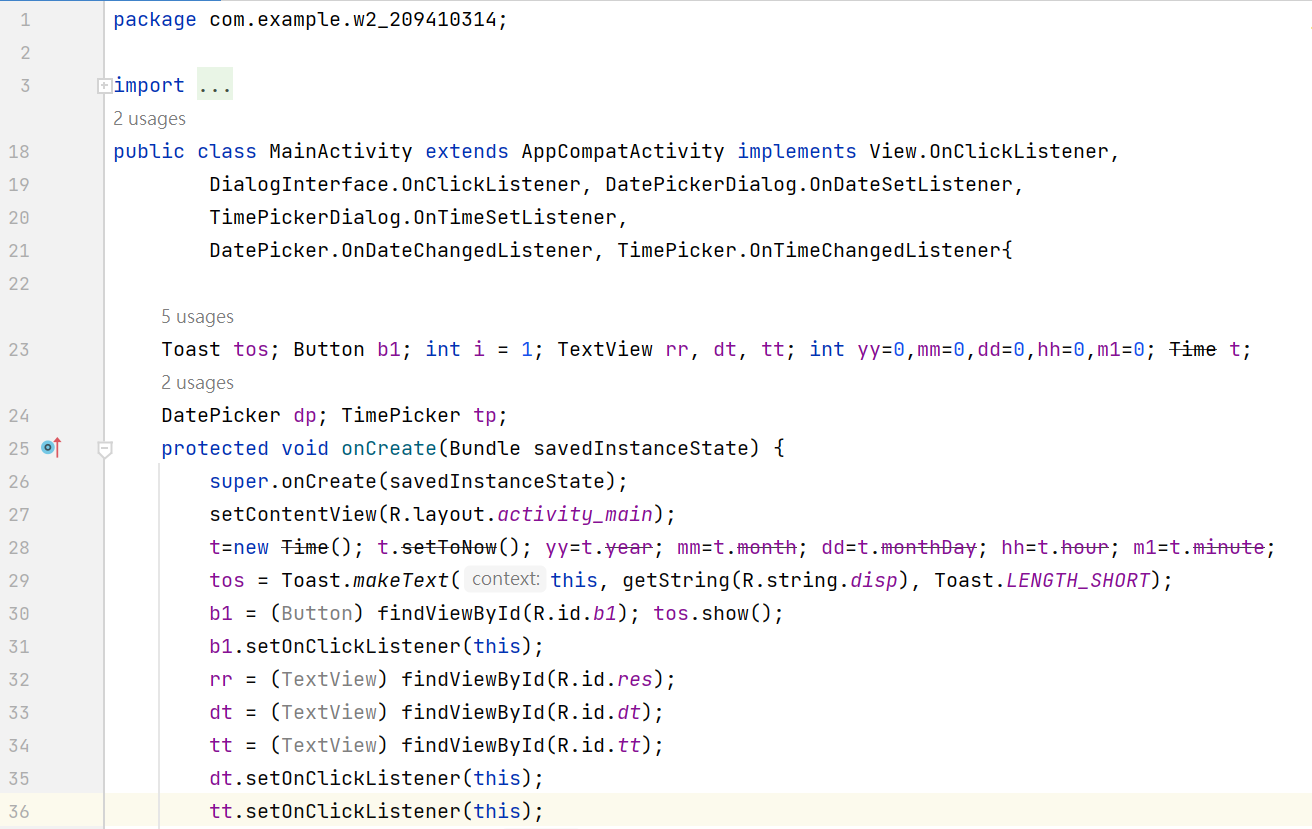 1 package com.example.w2_209410314;
2
3 import ...
2 usages
18 public class MainActivity extends AppCompatActivity implements View.OnClickListener,
19 DialogInterface.OnClickListener, DatePickerDialog.OnDateSetListener,
20 TimePickerDialog.OnTimeSetListener,
21 DatePicker.OnDateChangedListener, TimePicker.OnTimeChangedListener{
22
5 usages
23 Toast tos; Button b1; int i = 1; TextView rr, dt, tt; int yy=0,mm=0,dd=0,hh=0,m1=0; Time t;
2 usages
24 DatePicker dp; TimePicker tp;
25 protected void onCreate(Bundle savedInstanceState) {
26 super.onCreate(savedInstanceState);
27 setContentView(R.layout.activity_main);
28 t=new Time(); t.setToNow(); yy=t.year; mm=t.month; dd=t.monthDay; hh=t.hour; m1=t.minute;
29 tos = Toast.makeText( context: this, getString(R.string.disp), Toast.LENGTH_SHORT);
30 b1 = (Button) findViewById(R.id.b1); tos.show();
31 b1.setOnClickListener(this);
32 rr = (TextView) findViewById(R.id.res);
33 dt = (TextView) findViewById(R.id.dt);
34 tt = (TextView) findViewById(R.id.tt);
35 dt.setOnClickListener(this);
36 tt.setOnClickListener(this);